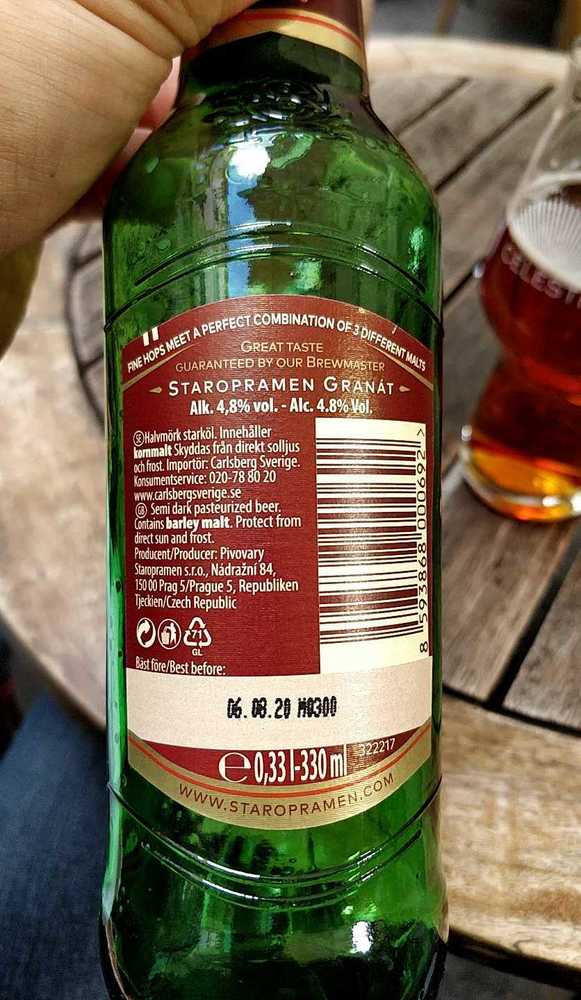 FINE HOPS MEET A PERFECT COMBINATION OF 3 DIFFERENT MALTS
GREAT TASTE
GUARANTEED BY OUR BREWMASTER
STAROPRAMEN GRANÁT
Alk. 4,8% vol. - Alc. 4.8% Vol.
SE Halvmörk starköl. Innehåller
kornmalt Skyddas från direkt solljus
och frost. Importör: Carlsberg Sverige.
Konsumentservice: 020-78 80 20
www.carlsbergsverige.se
GB Semi dark pasteurized beer.
Contains barley malt. Protect from
direct sun and frost.
Producent/Producer: Pivovary
Staropramen s.r.o., Nádražní 84,
150 00 Prag 5/Prague 5, Republiken
Tjeckien/Czech Republic
71
GL
8 593868 000692 >
Bäst före/Best before:
06.08.20 M0300
e 0,33 l-330 ml
322217
WWW.STAROPRAMEN.COM
CELEST